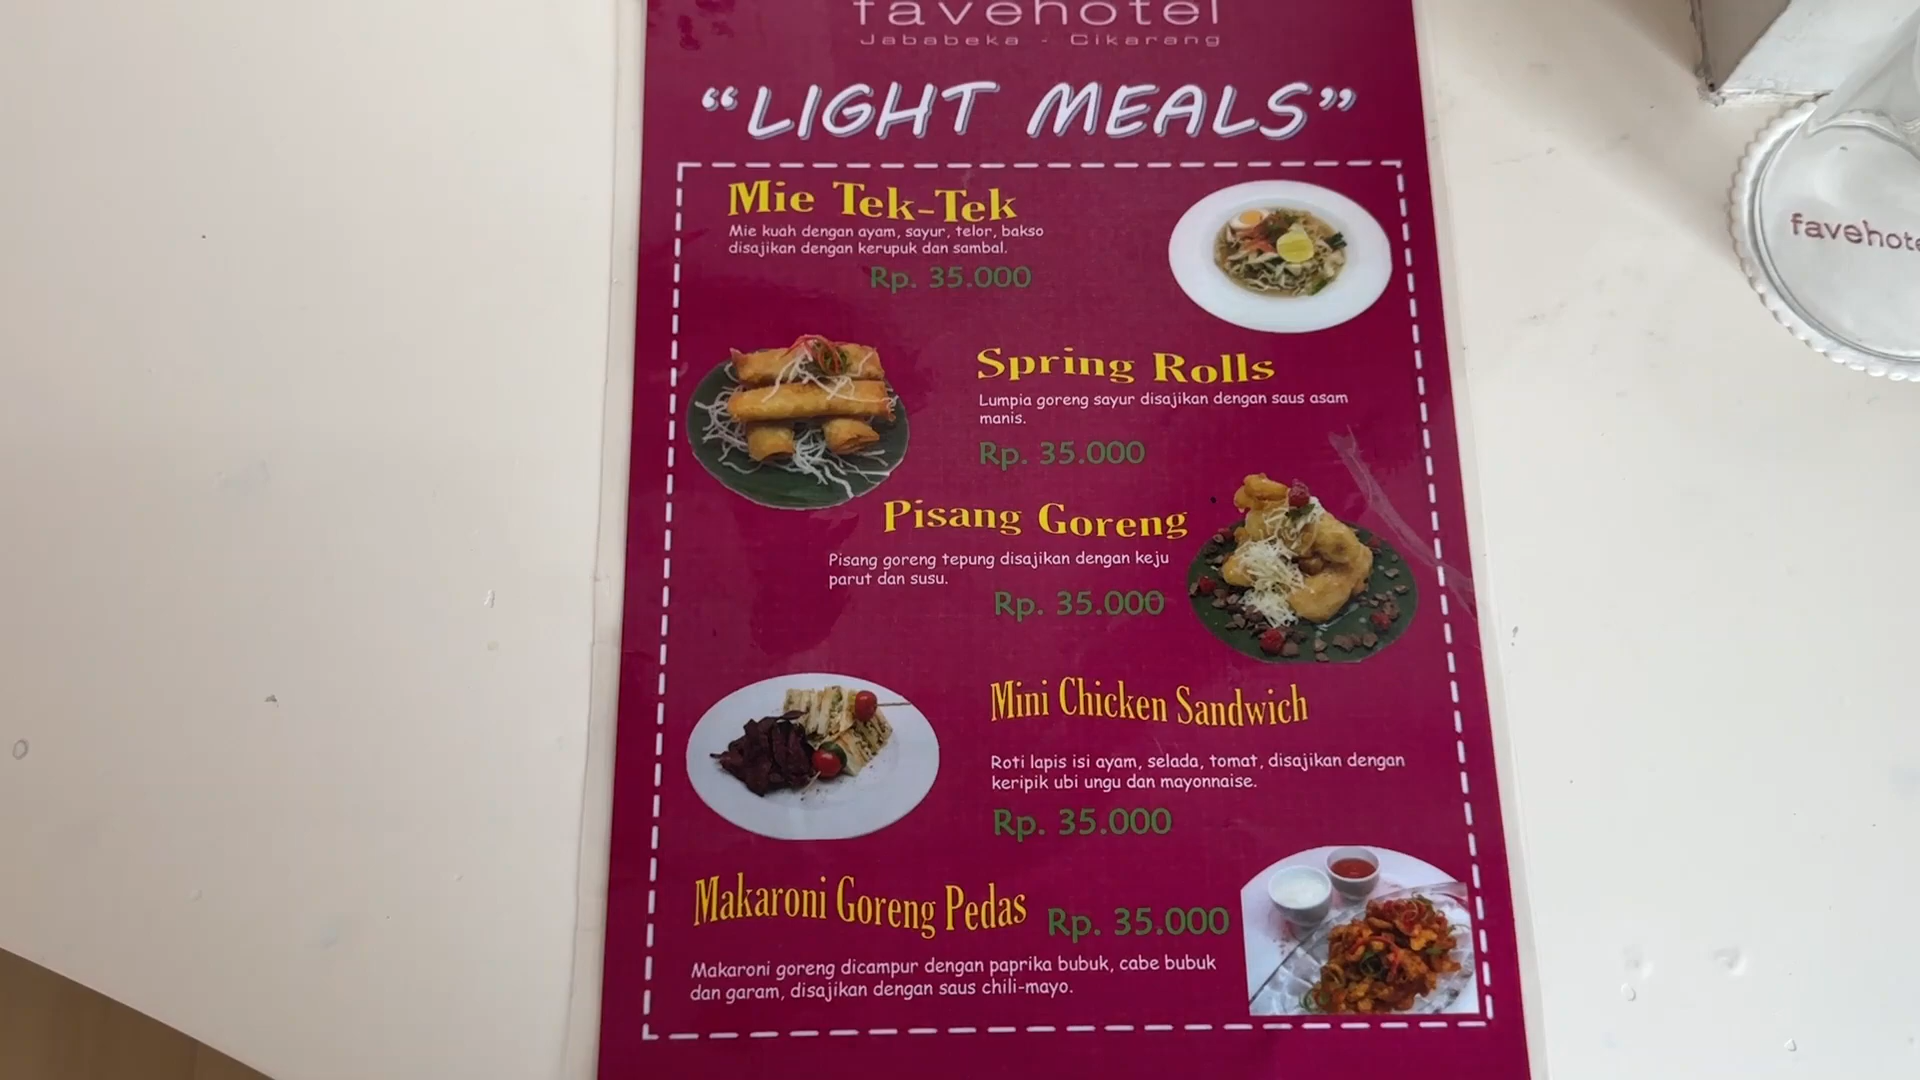 favehotel
Jababeka - Cikarang
"LIGHT MEALS"
Mie Tek-Tek
Mie kuah dengan ayam, sayur, telor, bakso
disajikan dengan kerupuk dan sambal.
Rp. 35.000
Spring Rolls
Lumpia goreng sayur disajikan dengan saus asam
manis.
Rp. 35.000
Pisang Goreng
Pisang goreng tepung disajikan dengan keju
parut dan susu.
Rp. 35.000
Mini Chicken Sandwich
Roti lapis isi ayam, selada, tomat, disajikan dengan
keripik ubi ungu dan mayonnaise.
Rp. 35.000
Makaroni Goreng Pedas Rp. 35.000
Makaroni goreng dicampur dengan paprika bubuk, cabe bubuk
dan garam, disajikan dengan saus chili-mayo.
favehote